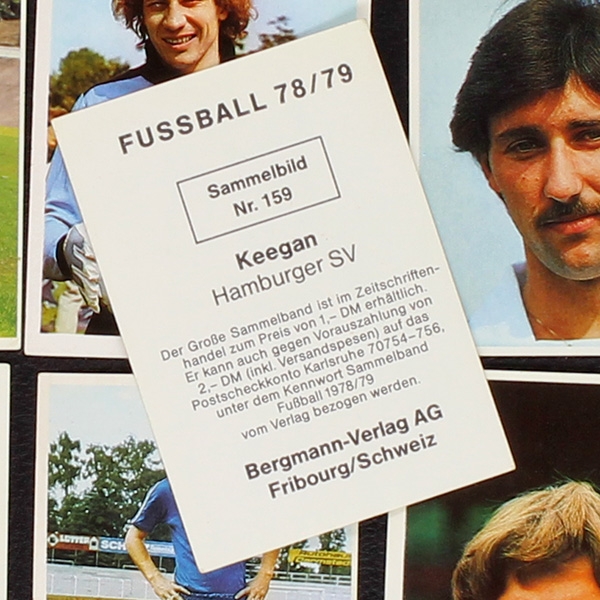 FUSSBALL 78/79
Sammelbild
Nr. 159
Keegan
Hamburger SV
Der Große Sammelband ist im Zeitschriften-
handel zum Preis von 1,– DM erhältlich.
Er kann auch gegen Vorauszahlung von
2,– DM (inkl. Versandspesen) auf das
Postscheckkonto Karlsruhe 70754–756,
unter dem Kennwort Sammelband
Fußball 1978/79
vom Verlag bezogen werden.
Bergmann-Verlag AG
Fribourg/Schweiz